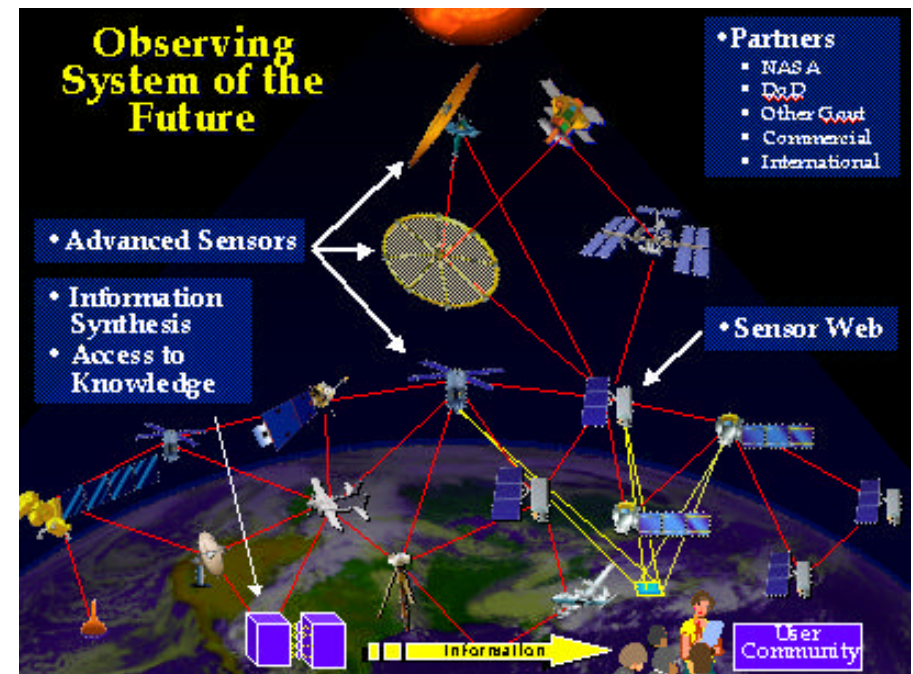 Observing
System of the
Future
• Partners
▪ NASA
▪ DoD
▪ Other Govt
▪ Commercial
▪ International
• Advanced Sensors
• Information
Synthesis
• Access to
Knowledge
• Sensor Web
Information
User
Community